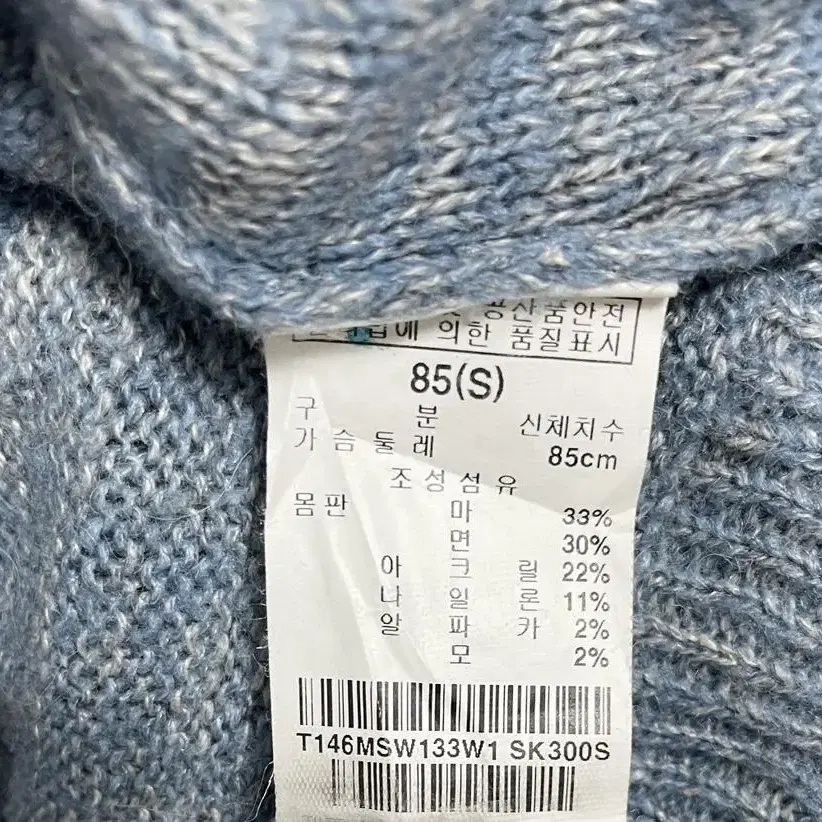 용산품안전
법에 의한 품질표시
85(S)
구 분 신체치수
가 슴 둘 레 85cm
조 성 섬 유
몸 판 마 33%
면 30%
아 크 릴 22%
나 일 론 11%
알 파 카 2%
모 2%
T146MSW133W1 SK300S